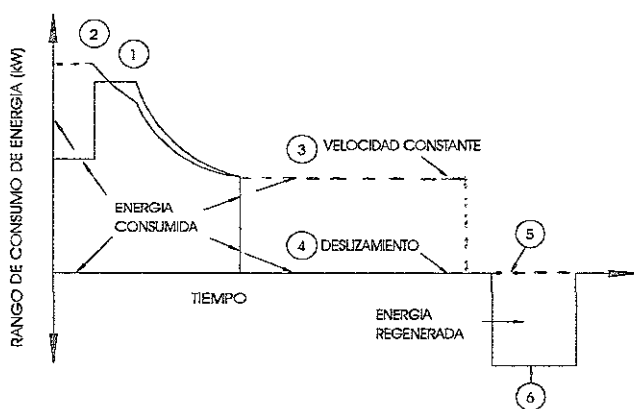 RANGO DE CONSUMO DE ENERGÍA (kW)
2
1
3 VELOCIDAD CONSTANTE
ENERGIA
CONSUMIDA
4 DESLIZAMIENTO
5
TIEMPO
ENERGIA
REGENERADA
6